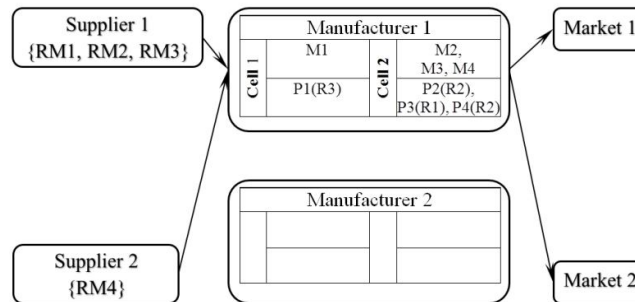 Supplier 1
{RM1, RM2, RM3}
Manufacturer 1
Cell 1
M1
P1(R3)
Cell 2
M2,
M3, M4
P2(R2),
P3(R1), P4(R2)
Market 1
Manufacturer 2
Supplier 2
{RM4}
Market 2